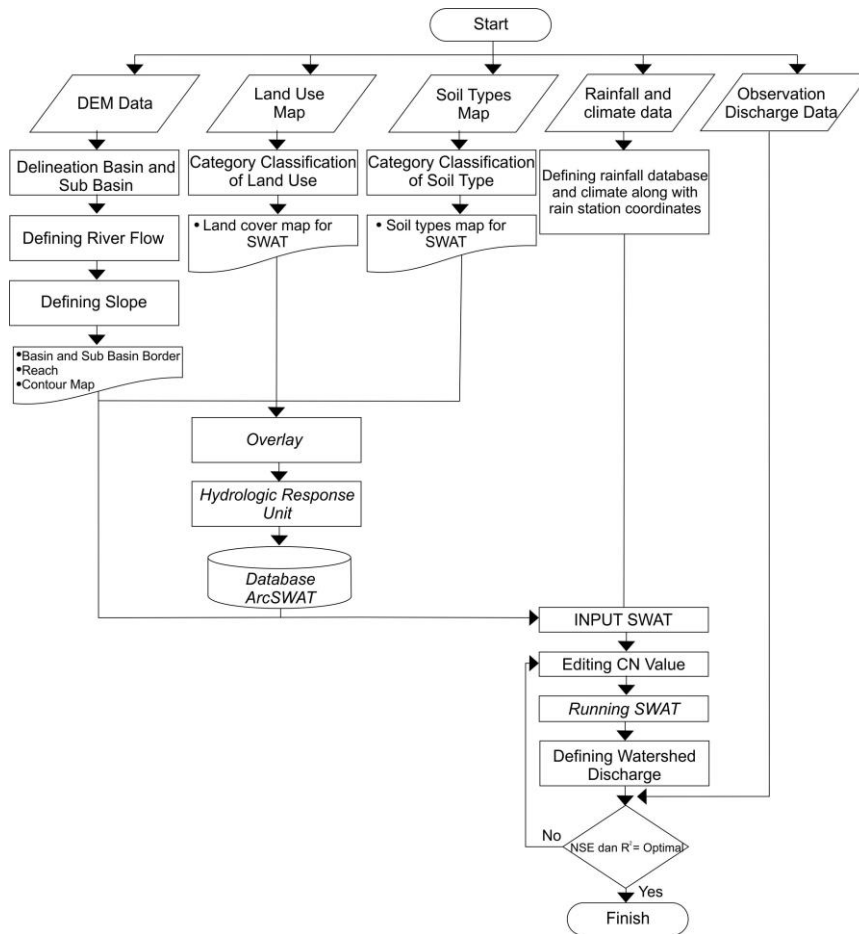 Start
DEM Data
Land Use
Map
Soil Types
Map
Rainfall and
climate data
Observation
Discharge Data
Delineation Basin and
Sub Basin
Category Classification
of Land Use
Category Classification
of Soil Type
Defining rainfall database
and climate along with
rain station coordinates
• Land cover map for
SWAT
• Soil types map for
SWAT
Defining River Flow
Defining Slope
•Basin and Sub Basin Border
•Reach
•Contour Map
Overlay
Hydrologic Response
Unit
Database
ArcSWAT
INPUT SWAT
Editing CN Value
Running SWAT
Defining Watershed
Discharge
No
NSE dan R²= Optimal
Yes
Finish